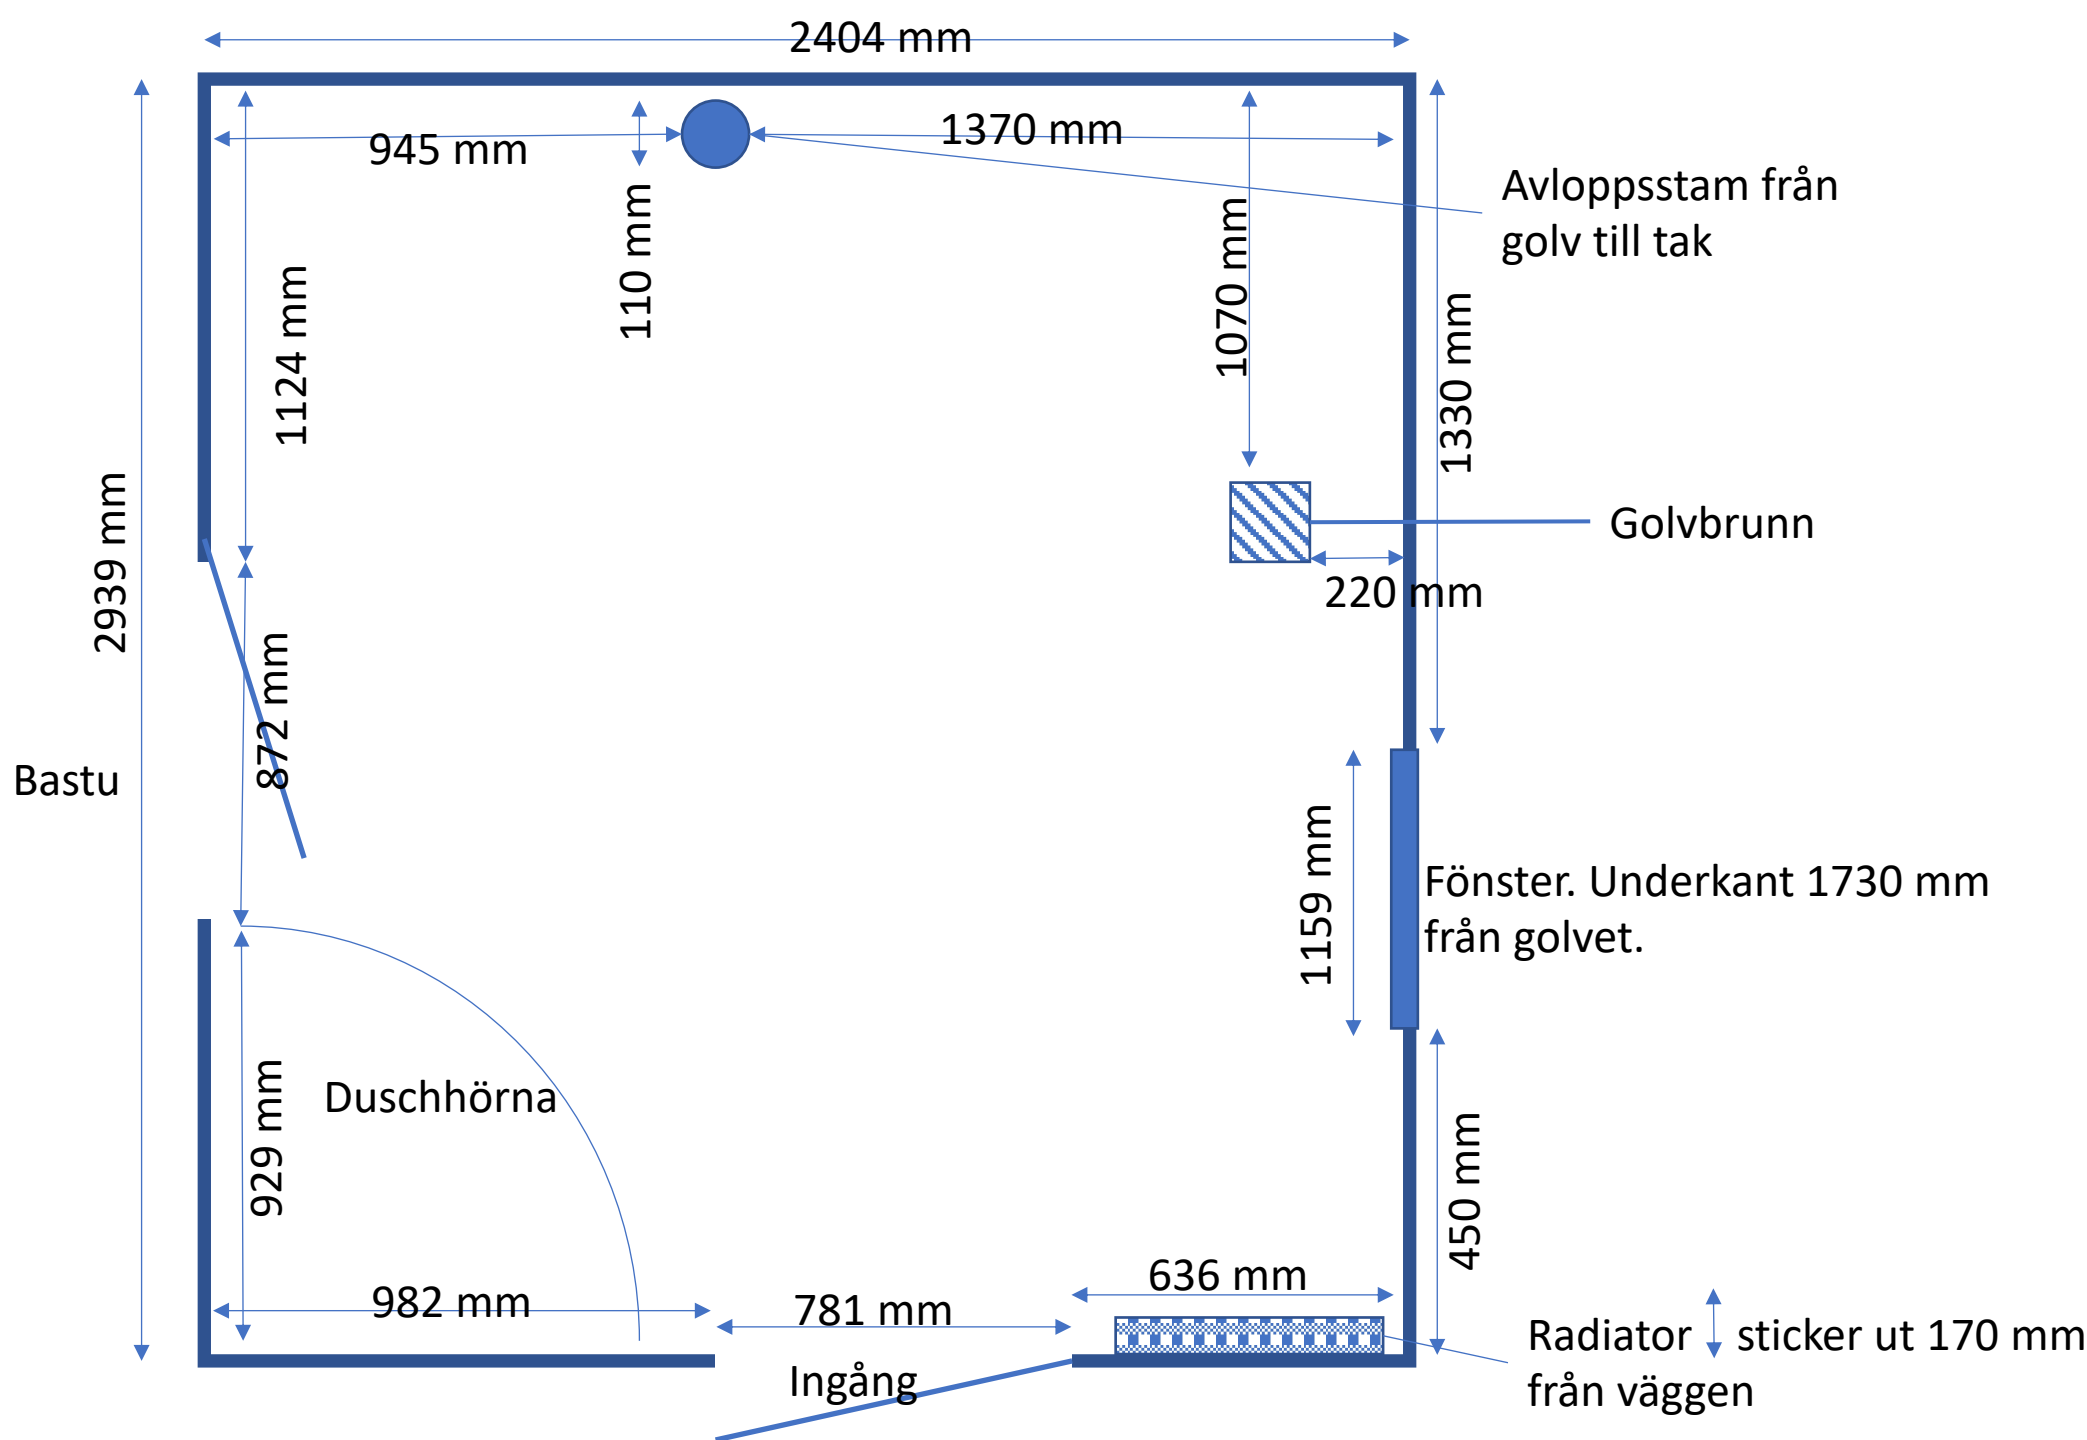 2404 mm
945 mm
1370 mm
110 mm
1124 mm
1070 mm
1330 mm
Avloppsstam från
golv till tak
Golvbrunn
220 mm
2939 mm
872 mm
Bastu
1159 mm
Fönster. Underkant 1730 mm
från golvet.
Duschhörna
929 mm
450 mm
982 mm
781 mm
636 mm
Ingång
Radiator sticker ut 170 mm
från väggen